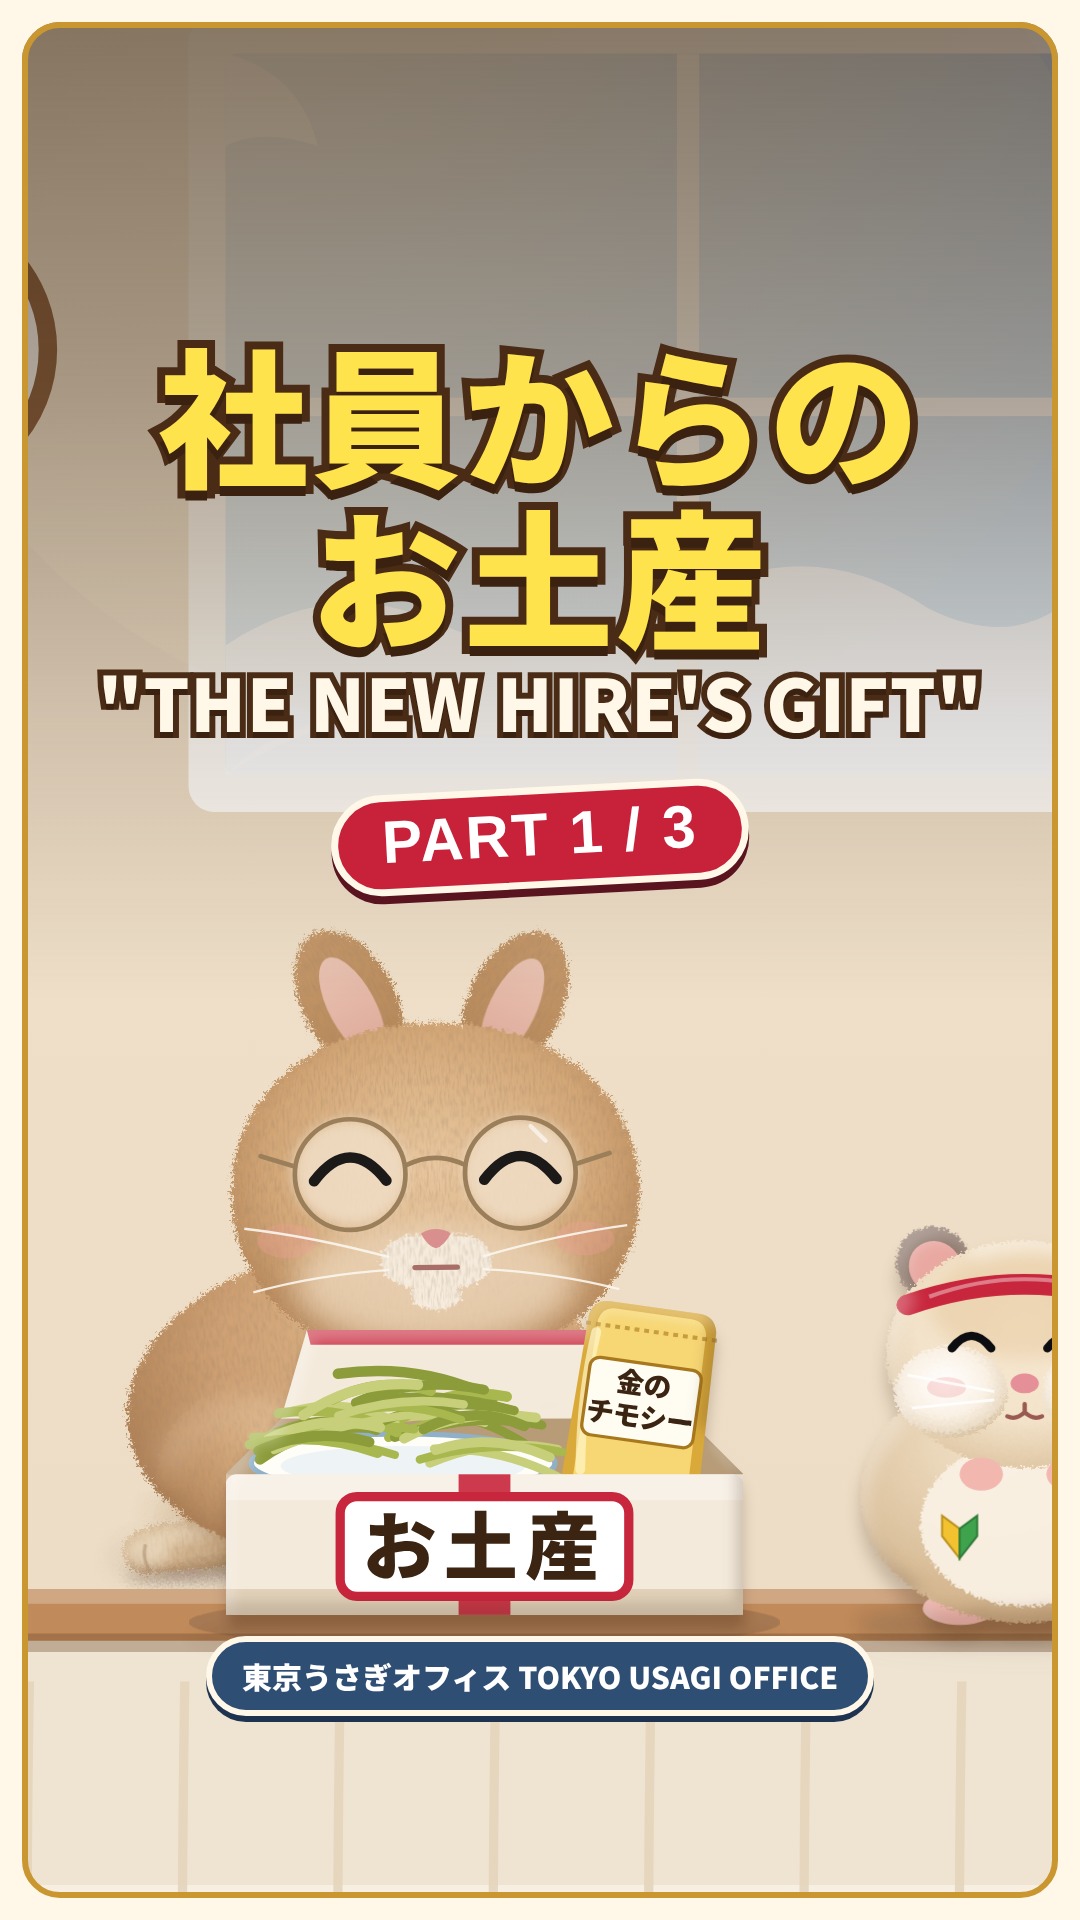 社員からの
お土産
"THE NEW HIRE'S GIFT"
PART 1 / 3
金の
チモシー
お土産
東京うさぎオフィス TOKYO USAGI OFFICE